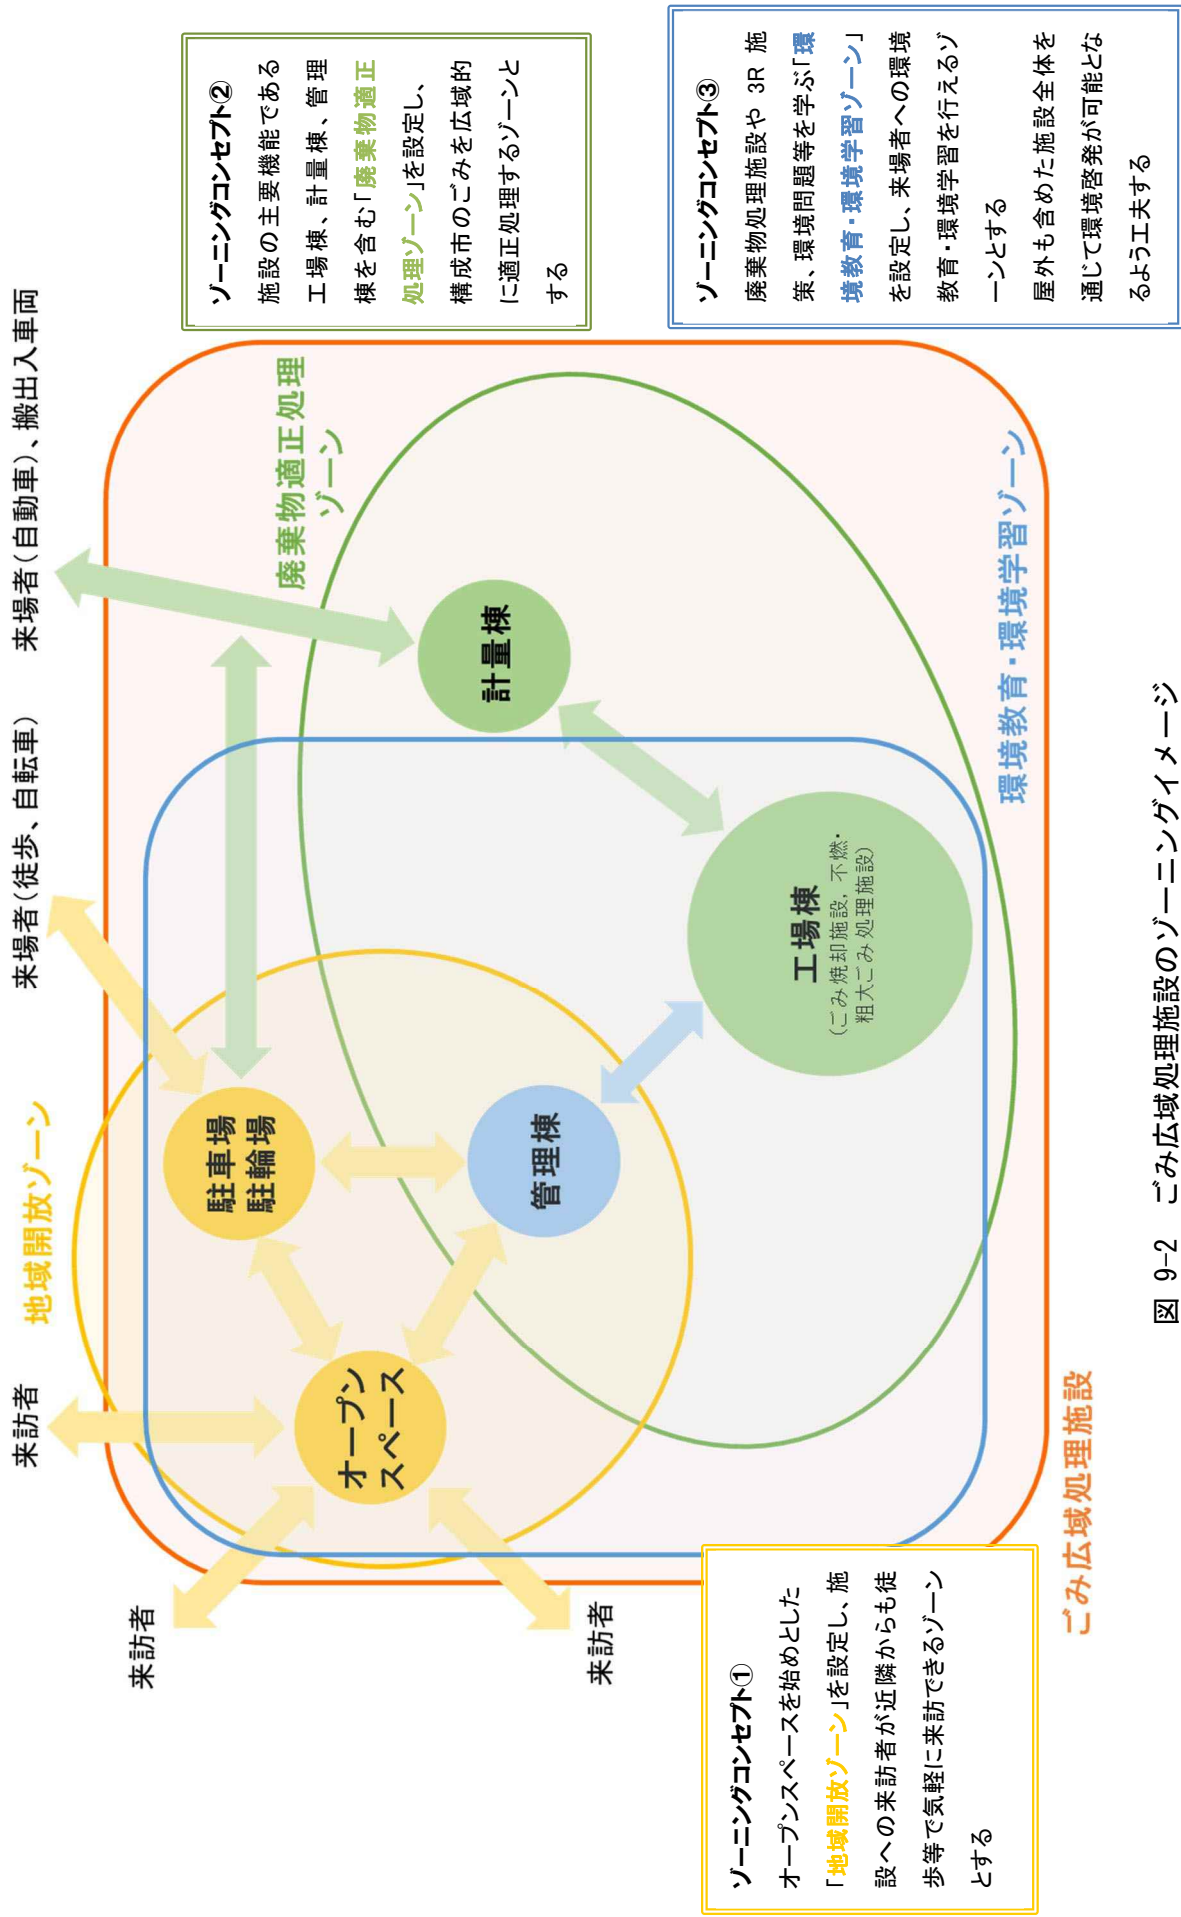 来訪者
来場者（徒歩、自転車）
来場者（自動車）、搬出入車両
地域開放ゾーン
来訪者
来訪者
オープン
スペース
駐車場
駐輪場
管理棟
計量棟
工場棟
（ごみ焼却施設，不燃・
粗大ごみ処理施設）
廃棄物適正処理
ゾーン
環境教育・環境学習ゾーン
ごみ広域処理施設
ゾーニングコンセプト①
オープンスペースを始めとした
「地域開放ゾーン」を設定し、施
設への来訪者が近隣からも徒
歩等で気軽に来訪できるゾーン
とする
ゾーニングコンセプト②
施設の主要機能である
工場棟、計量棟、管理
棟を含む「廃棄物適正
処理ゾーン」を設定し、
構成市のごみを広域的
に適正処理するゾーンと
する
ゾーニングコンセプト③
廃棄物処理施設や 3R 施
策、環境問題等を学ぶ「環
境教育・環境学習ゾーン」
を設定し、来場者への環境
教育・環境学習を行えるゾ
ーンとする
屋外も含めた施設全体を
通じて環境啓発が可能とな
るよう工夫する
図 9-2 ごみ広域処理施設のゾーニングイメージ